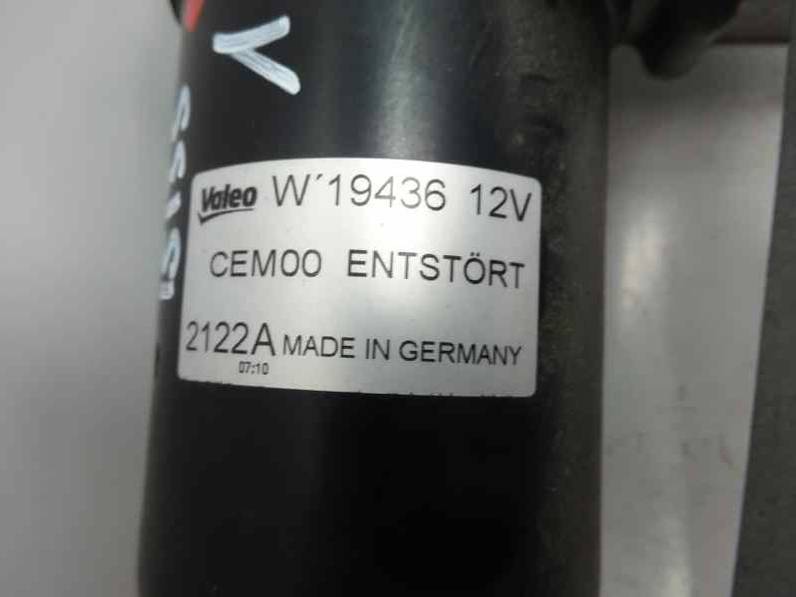 Valeo W´19436 12V
CEM00 ENTSTÖRT
2122A MADE IN GERMANY
07:10